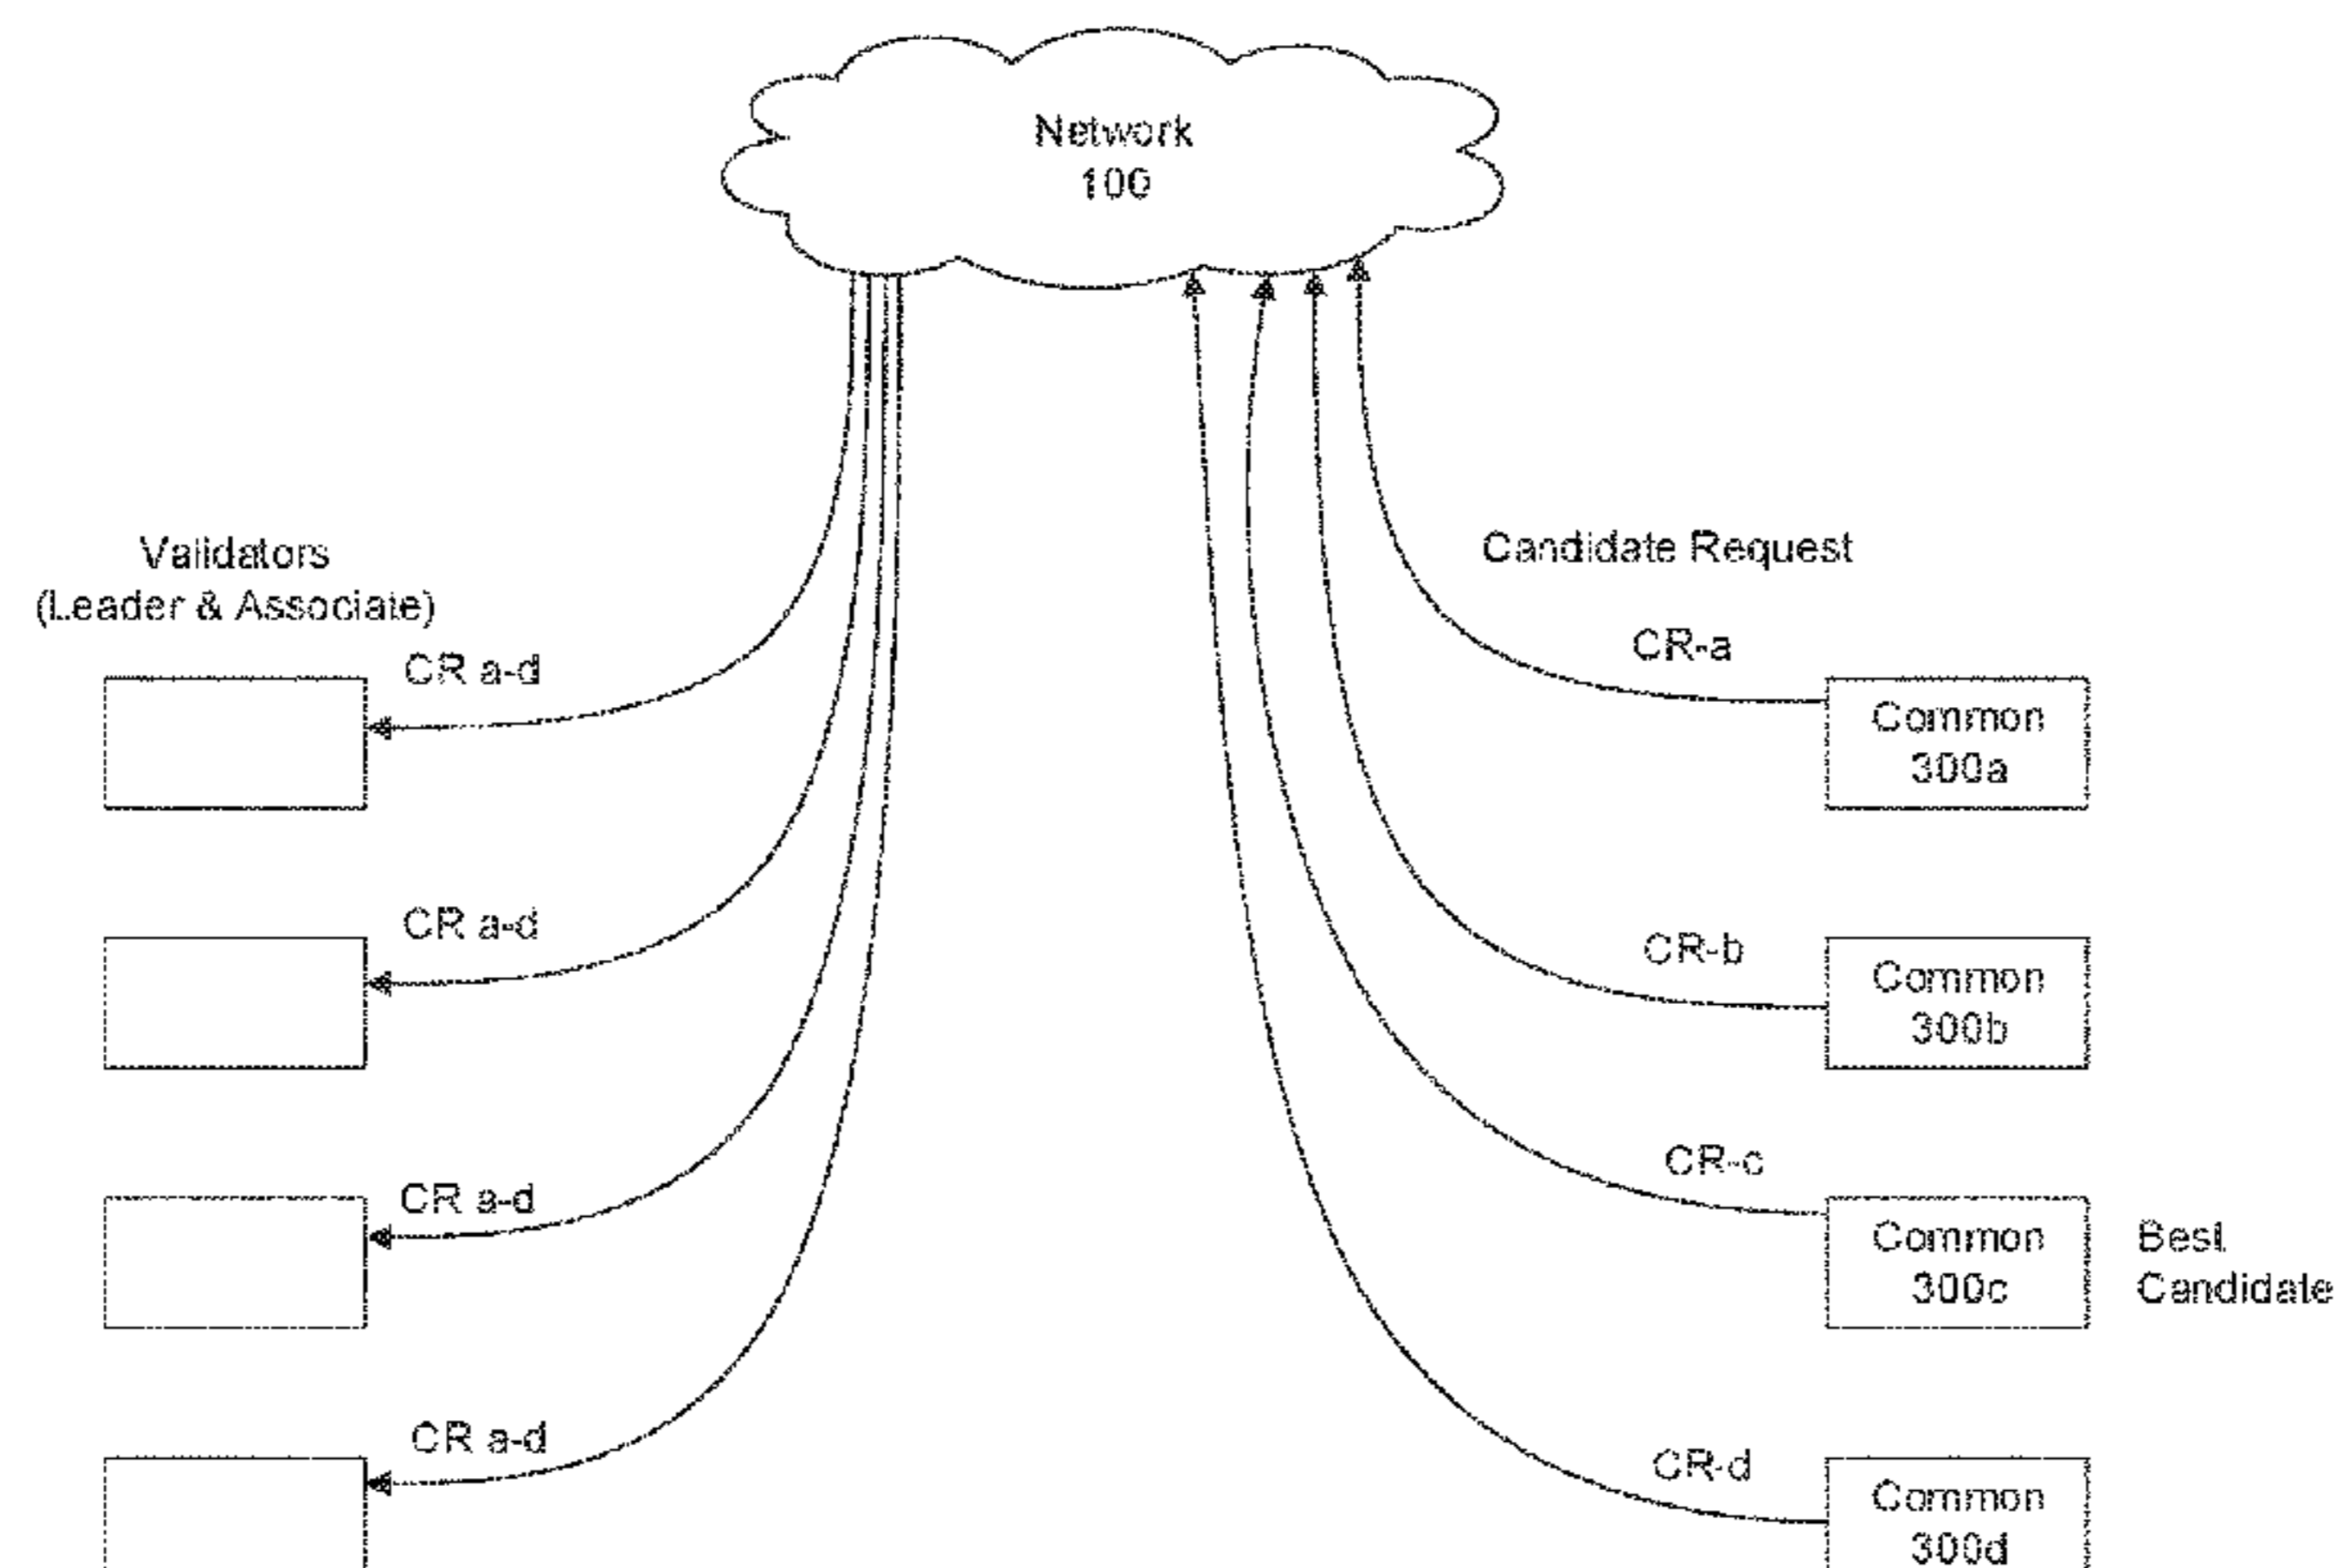 Network
100
Validators
(Leader & Associate)
Candidate Request
CR a-d
CR-a
Common
300a
CR a-d
CR-b
Common
300b
CR a-d
CR-c
Common
300c
Best
Candidate
CR a-d
CR-d
Common
300d